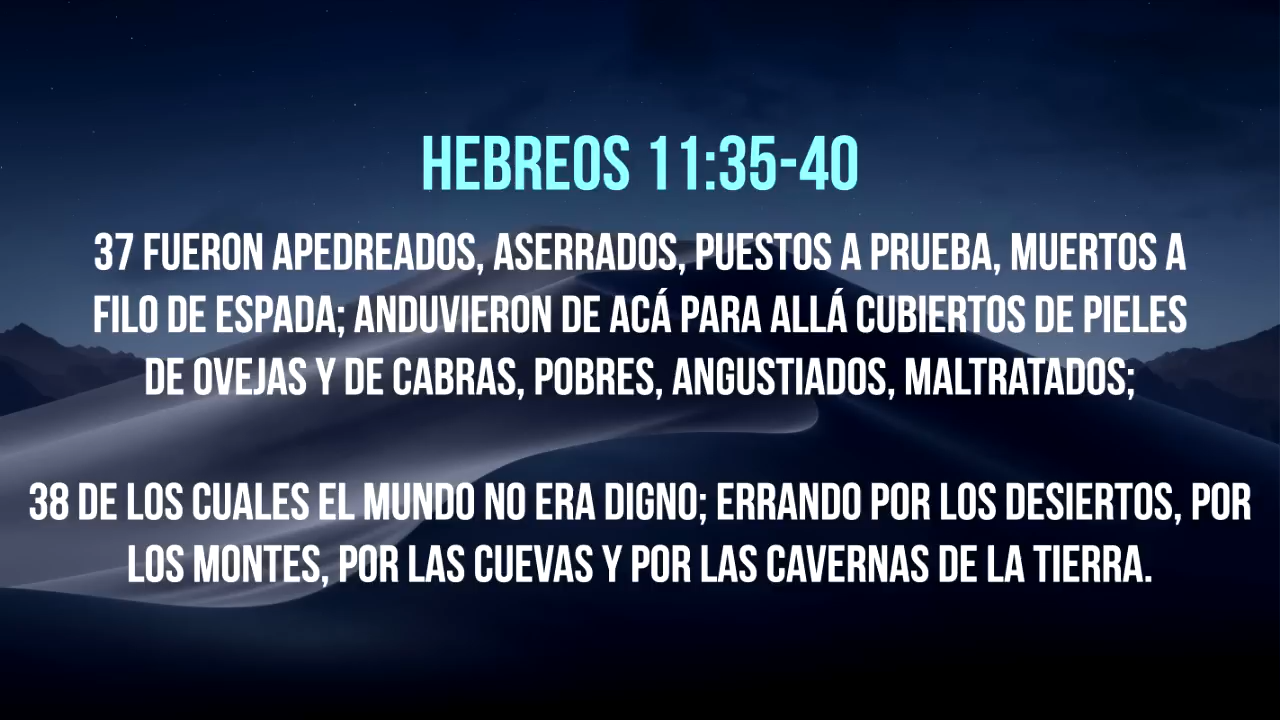 HEBREOS 11:35-40
37 FUERON APEDREADOS, ASERRADOS, PUESTOS A PRUEBA, MUERTOS A
FILO DE ESPADA; ANDUVIERON DE ACÁ PARA ALLÁ CUBIERTOS DE PIELES
DE OVEJAS Y DE CABRAS, POBRES, ANGUSTIADOS, MALTRATADOS;
38 DE LOS CUALES EL MUNDO NO ERA DIGNO; ERRANDO POR LOS DESIERTOS, POR
LOS MONTES, POR LAS CUEVAS Y POR LAS CAVERNAS DE LA TIERRA.